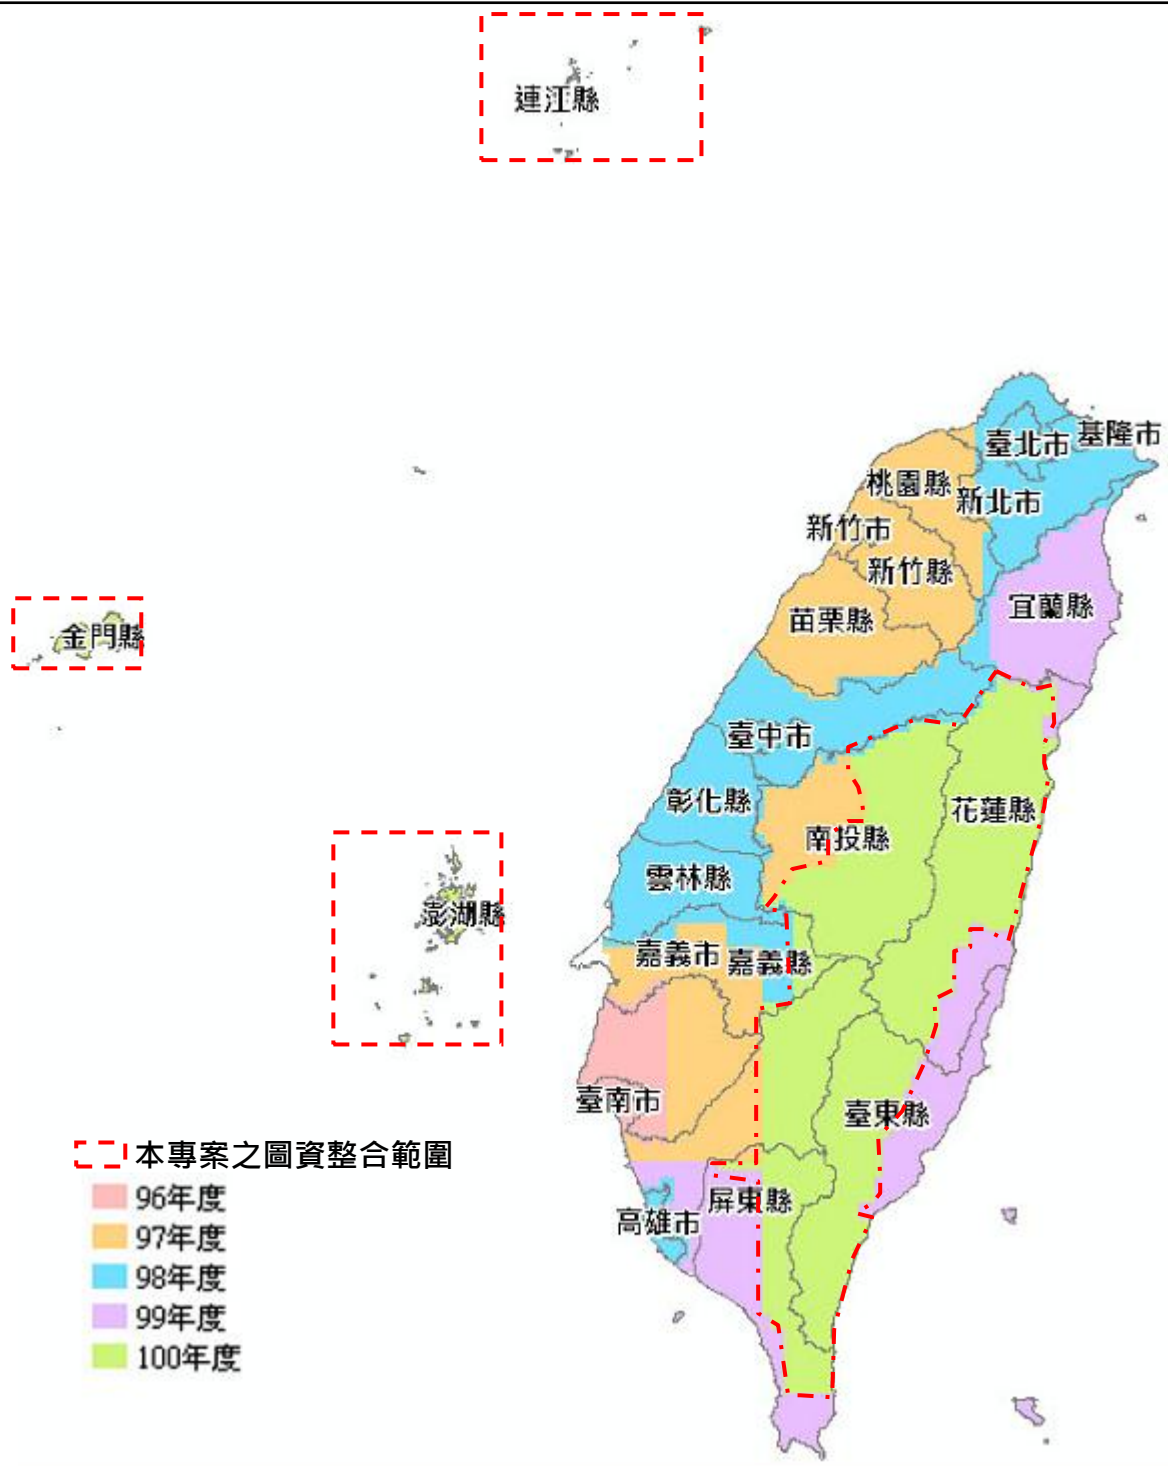 連江縣
臺北市
基隆市
桃園縣
新北市
新竹市
新竹縣
宜蘭縣
苗栗縣
金門縣
臺中市
彰化縣
花蓮縣
南投縣
雲林縣
澎湖縣
嘉義市
嘉義縣
臺南市
臺東縣
屏東縣
高雄市
本專案之圖資整合範圍
96年度
97年度
98年度
99年度
100年度